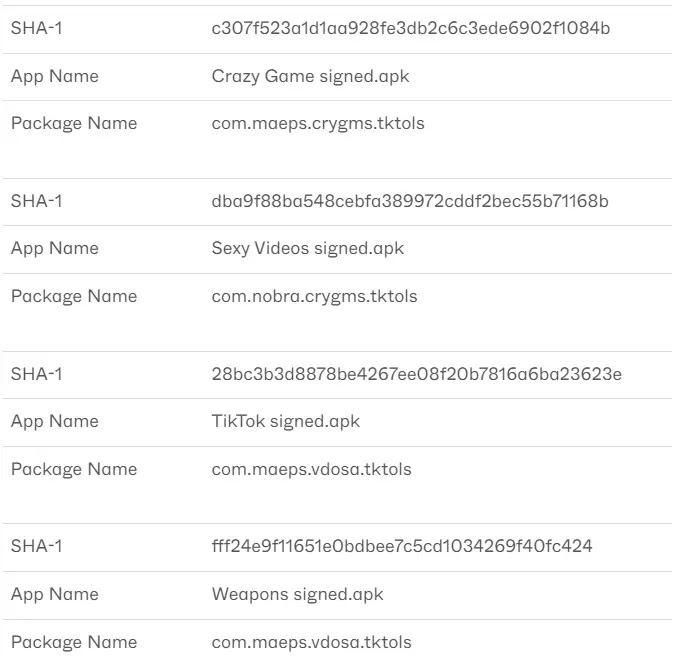 SHA-1 c307f523a1d1aa928fe3db2c6c3ede6902f1084b
App Name Crazy Game signed.apk
Package Name com.maeps.crygms.tktols
SHA-1 dba9f88ba548cebfa389972cddf2bec55b71168b
App Name Sexy Videos signed.apk
Package Name com.nobra.crygms.tktols
SHA-1 28bc3b3d8878be4267ee08f20b7816a6ba23623e
App Name TikTok signed.apk
Package Name com.maeps.vdosa.tktols
SHA-1 fff24e9f11651e0bdbee7c5cd1034269f40fc424
App Name Weapons signed.apk
Package Name com.maeps.vdosa.tktols